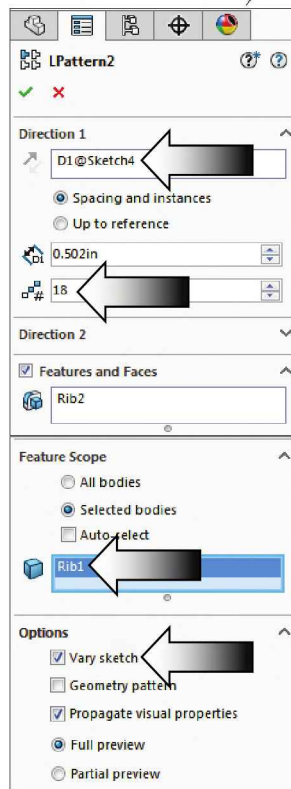 LPattern2
Direction 1
D1@Sketch4
Spacing and instances
Up to reference
D1
0.502in
#
18
Direction 2
Features and Faces
Rib2
Feature Scope
All bodies
Selected bodies
Auto-select
Rib1
Options
Vary sketch
Geometry pattern
Propagate visual properties
Full preview
Partial preview